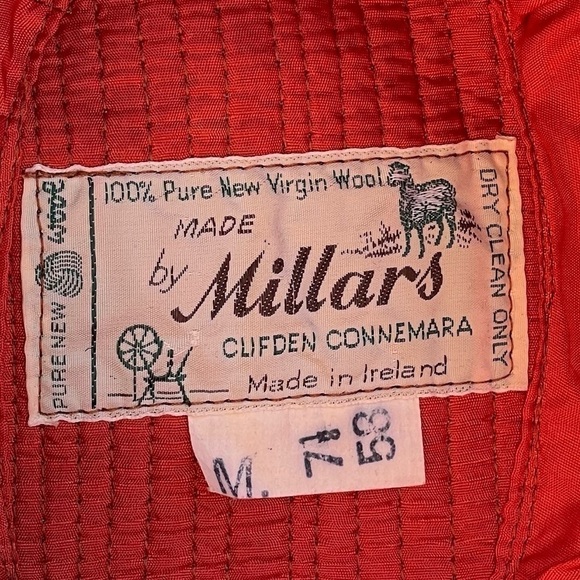 PURE NEW WOOL
100% Pure New Virgin Wool
MADE
by Millars
CLIFDEN CONNEMARA
Made in Ireland
DRY CLEAN ONLY
M.
7⅛
58